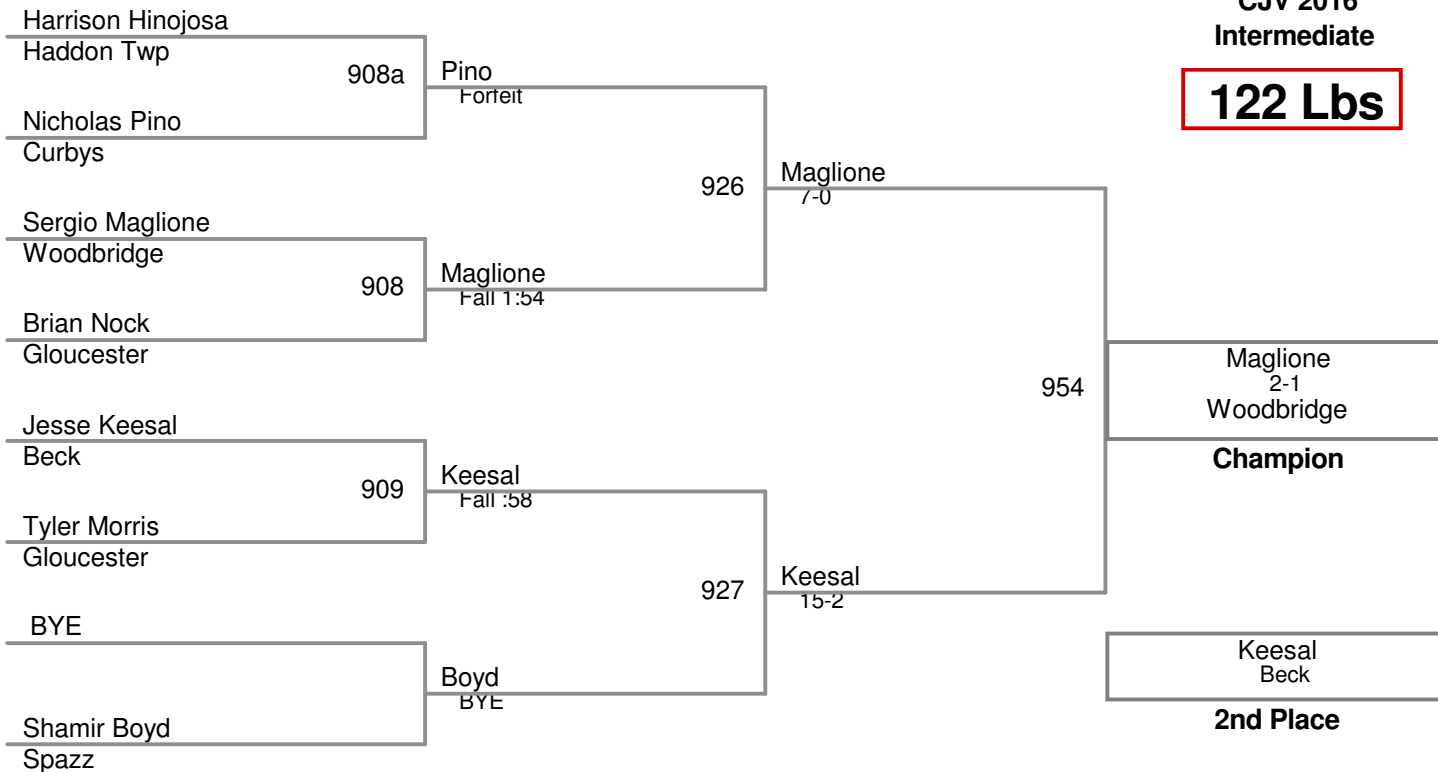 CJV 2016
Intermediate
122 Lbs
Harrison Hinojosa
Haddon Twp
908a
Nicholas Pino
Curbys
Pino
Forfeit
Sergio Maglione
Woodbridge
908
Brian Nock
Gloucester
Maglione
Fall 1:54
926
Maglione
7-0
Jesse Keesal
Beck
909
Tyler Morris
Gloucester
Keesal
Fall :58
BYE
Shamir Boyd
Spazz
Boyd
BYE
927
Keesal
15-2
954
Maglione
2-1
Woodbridge
Champion
Keesal
Beck
2nd Place